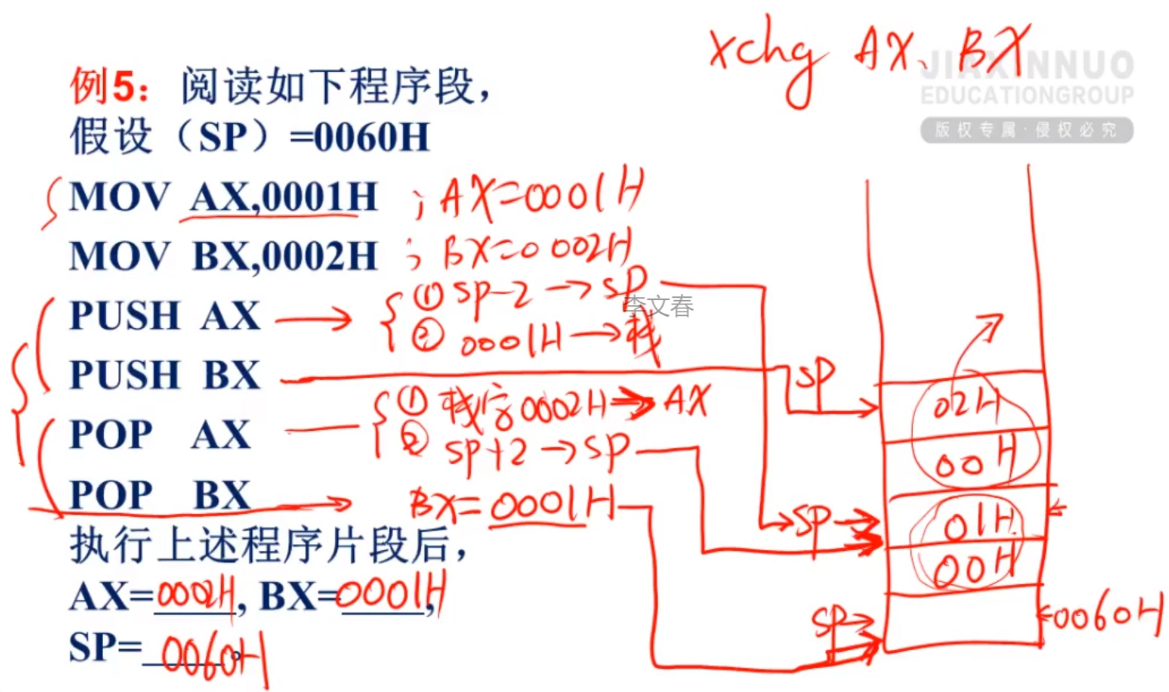 xchg AX、BX
JIAXINNUO
EDUCATIONGROUP
版权专属·侵权必究
例5：阅读如下程序段，
假设（SP）=0060H
MOV AX,0001H ；AX=0001H
MOV BX,0002H ；BX=0002H
PUSH AX ① SP-2→SP
② 0001H→栈
李文春
PUSH BX
POP AX ① 栈字0002H→AX
② SP+2→SP
POP BX BX=0001H
执行上述程序片段后，
AX=0002H, BX=0001H,
SP=0060H。
SP 02H
00H
SP 01H
00H
SP 0060H